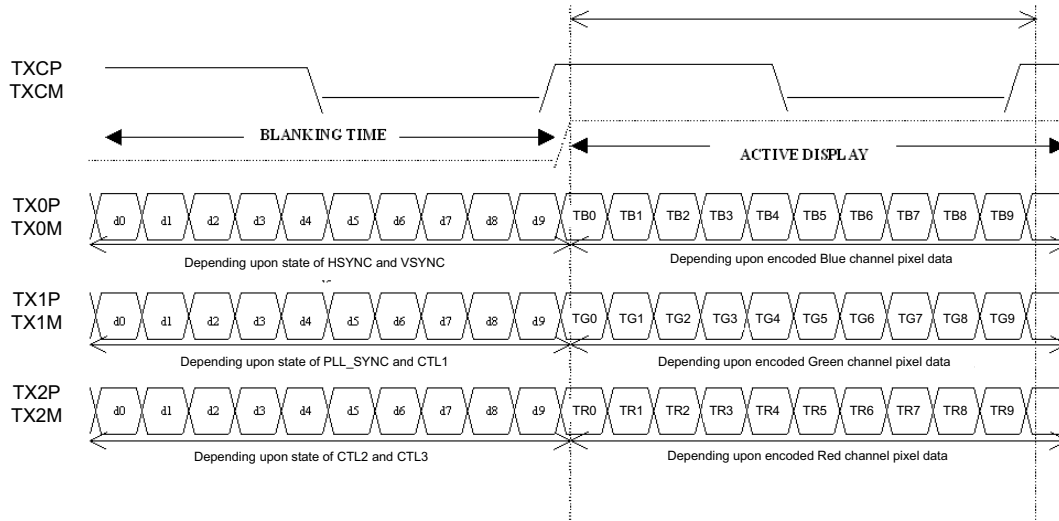 TXCP
TXCM
BLANKING TIME
ACTIVE DISPLAY
TX0P
TX0M
d0 d1 d2 d3 d4 d5 d6 d7 d8 d9 TB0 TB1 TB2 TB3 TB4 TB5 TB6 TB7 TB8 TB9
Depending upon state of HSYNC and VSYNC
Depending upon encoded Blue channel pixel data
TX1P
TX1M
d0 d1 d2 d3 d4 d5 d6 d7 d8 d9 TG0 TG1 TG2 TG3 TG4 TG5 TG6 TG7 TG8 TG9
Depending upon state of PLL_SYNC and CTL1
Depending upon encoded Green channel pixel data
TX2P
TX2M
d0 d1 d2 d3 d4 d5 d6 d7 d8 d9 TR0 TR1 TR2 TR3 TR4 TR5 TR6 TR7 TR8 TR9
Depending upon state of CTL2 and CTL3
Depending upon encoded Red channel pixel data